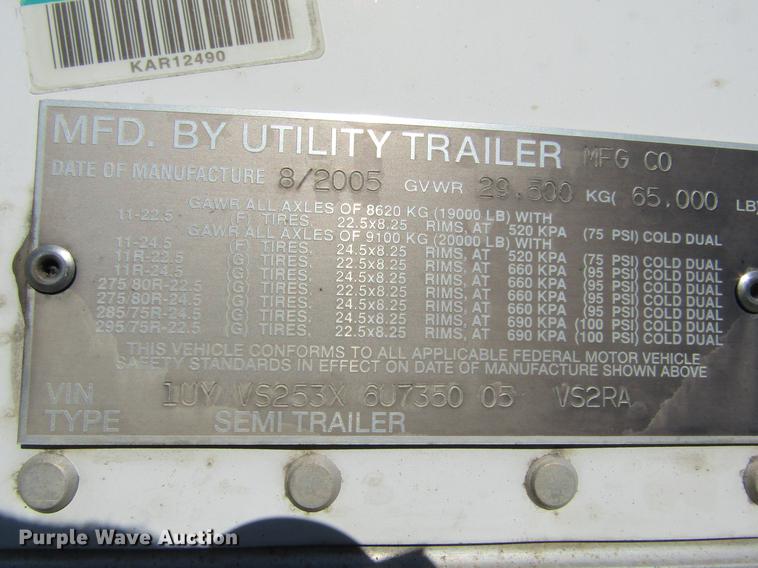 KAR12490
MFD. BY UTILITY TRAILER MFG CO
DATE OF MANUFACTURE 8/2005 GVWR 29,500 KG( 65,000 LB)
GAWR ALL AXLES OF 8620 KG (19000 LB) WITH
11-22.5 (F) TIRES. 22.5x8.25 RIMS, AT 520 KPA (75 PSI) COLD DUAL
GAWR ALL AXLES OF 9100 KG (20000 LB) WITH
11-24.5 (F) TIRES. 24.5x8.25 RIMS, AT 520 KPA (75 PSI) COLD DUAL
11R-22.5 (G) TIRES. 22.5x8.25 RIMS, AT 660 KPA (95 PSI) COLD DUAL
11R-24.5 (G) TIRES. 24.5x8.25 RIMS, AT 660 KPA (95 PSI) COLD DUAL
275/80R-22.5 (G) TIRES. 22.5x8.25 RIMS, AT 660 KPA (95 PSI) COLD DUAL
275/80R-24.5 (G) TIRES. 24.5x8.25 RIMS, AT 660 KPA (95 PSI) COLD DUAL
285/75R-24.5 (G) TIRES. 24.5x8.25 RIMS, AT 690 KPA (100 PSI) COLD DUAL
295/75R-22.5 (G) TIRES. 22.5x8.25 RIMS, AT 690 KPA (100 PSI) COLD DUAL
THIS VEHICLE CONFORMS TO ALL APPLICABLE FEDERAL MOTOR VEHICLE
SAFETY STANDARDS IN EFFECT ON DATE OF MANUFACTURE SHOWN ABOVE
VIN 1UY VS253X 6U7350 05 VS2RA
TYPE SEMI TRAILER
Purple Wave Auction